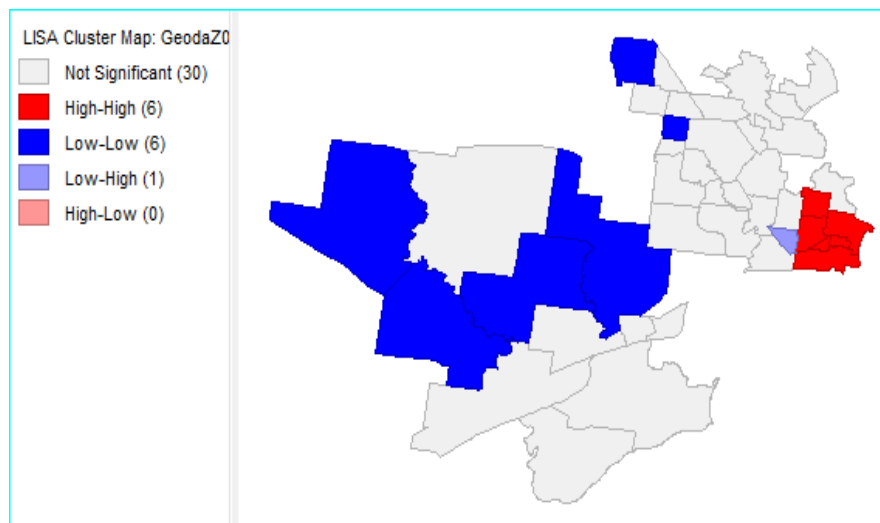 LISA Cluster Map: GeodaZ0
Not Significant (30)
High-High (6)
Low-Low (6)
Low-High (1)
High-Low (0)